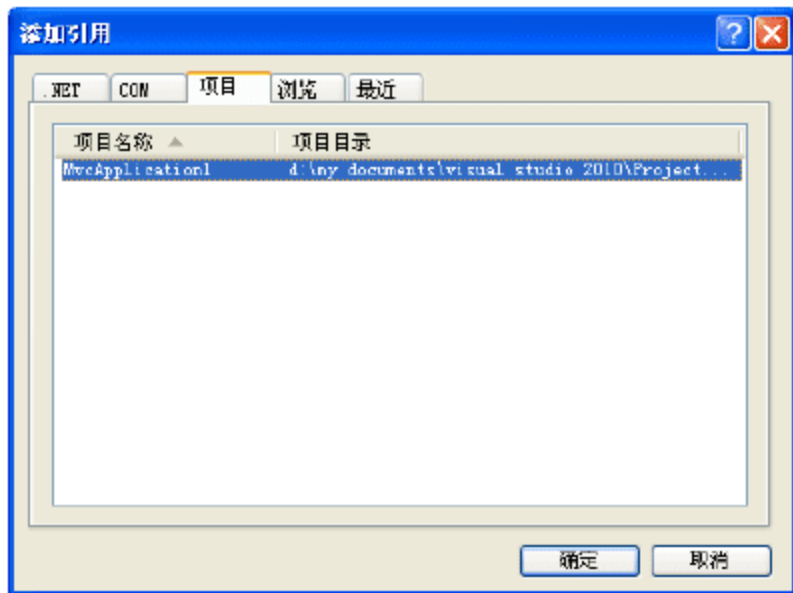 添加引用
.NET COM 项目 浏览 最近
项目名称 项目目录
MvcApplication1 d:\my documents\visual studio 2010\Project...
确定 取消